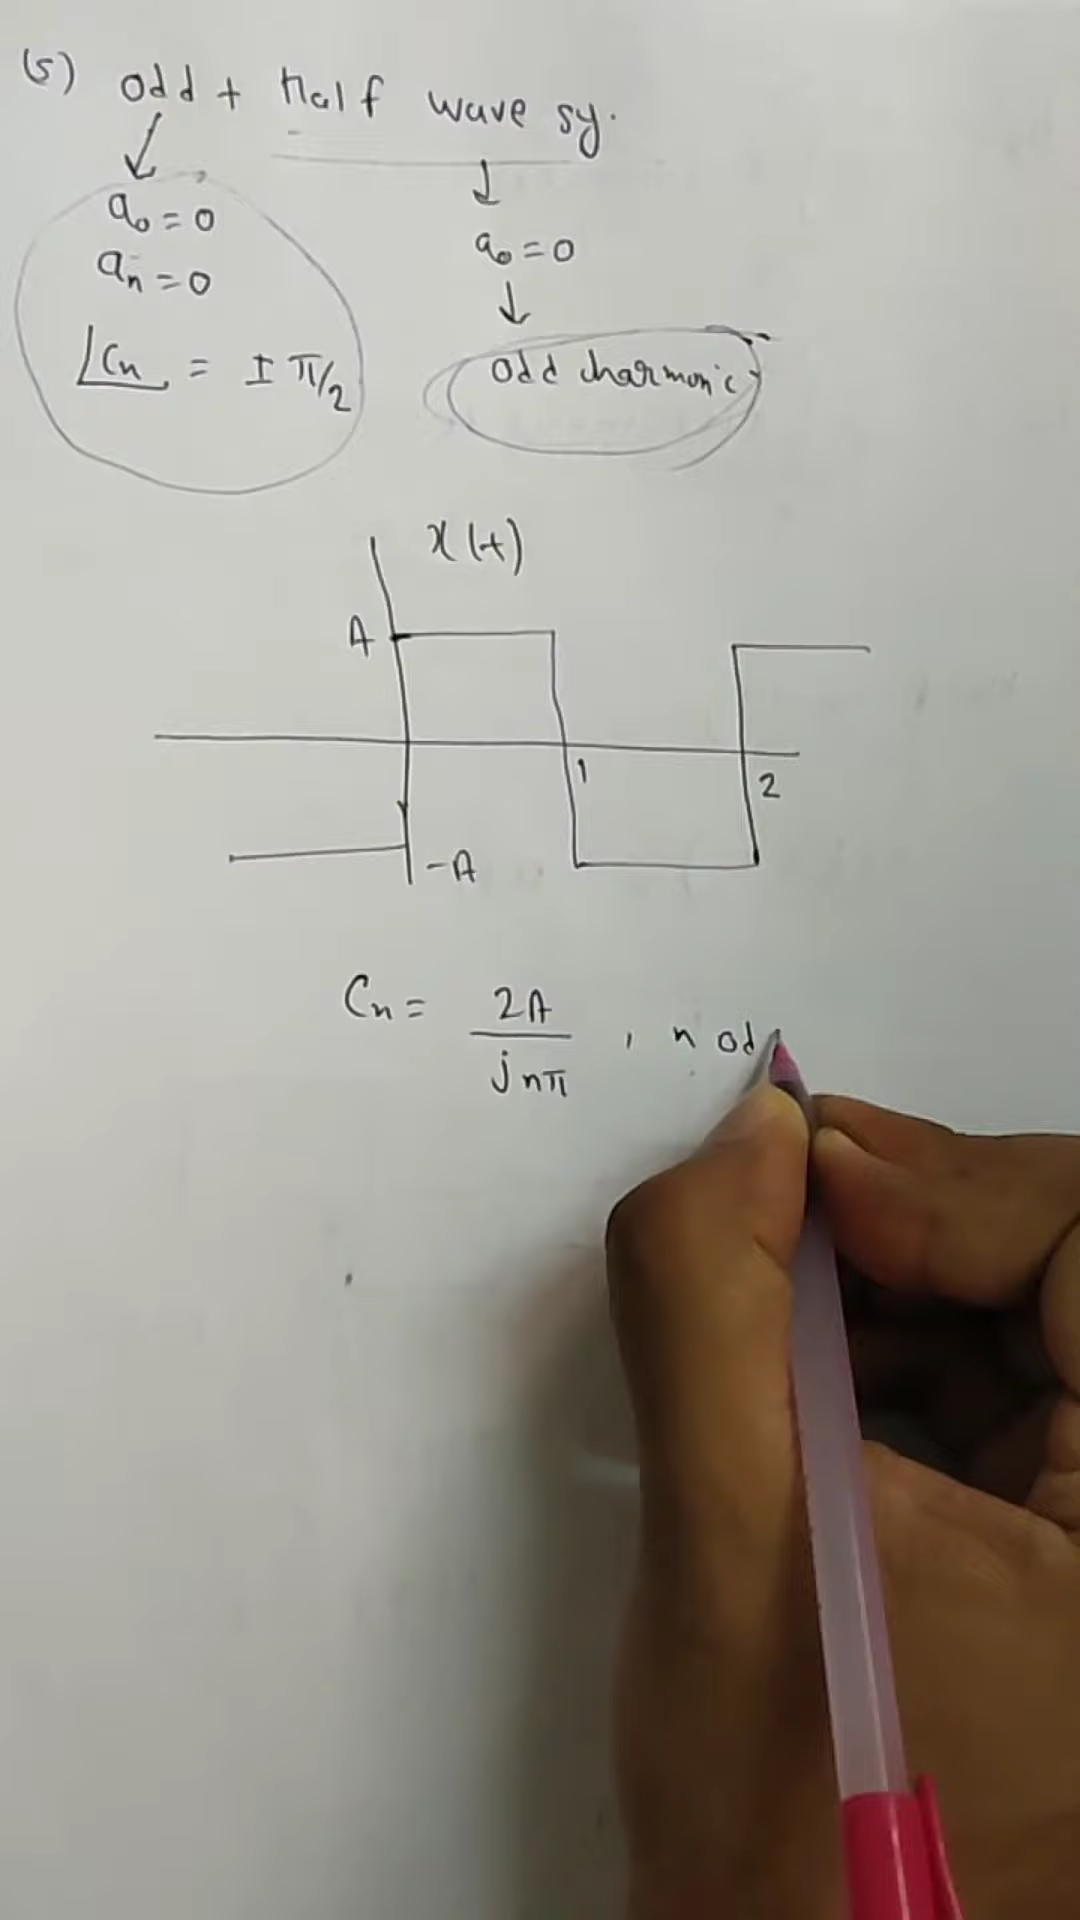 (5) odd + Half wave sy.
a₀ = 0
aₙ = 0
∠Cₙ = ± π/2
a₀ = 0
odd harmonic
x(t)
A
1
2
-A
Cₙ = 2A / jnπ , n od